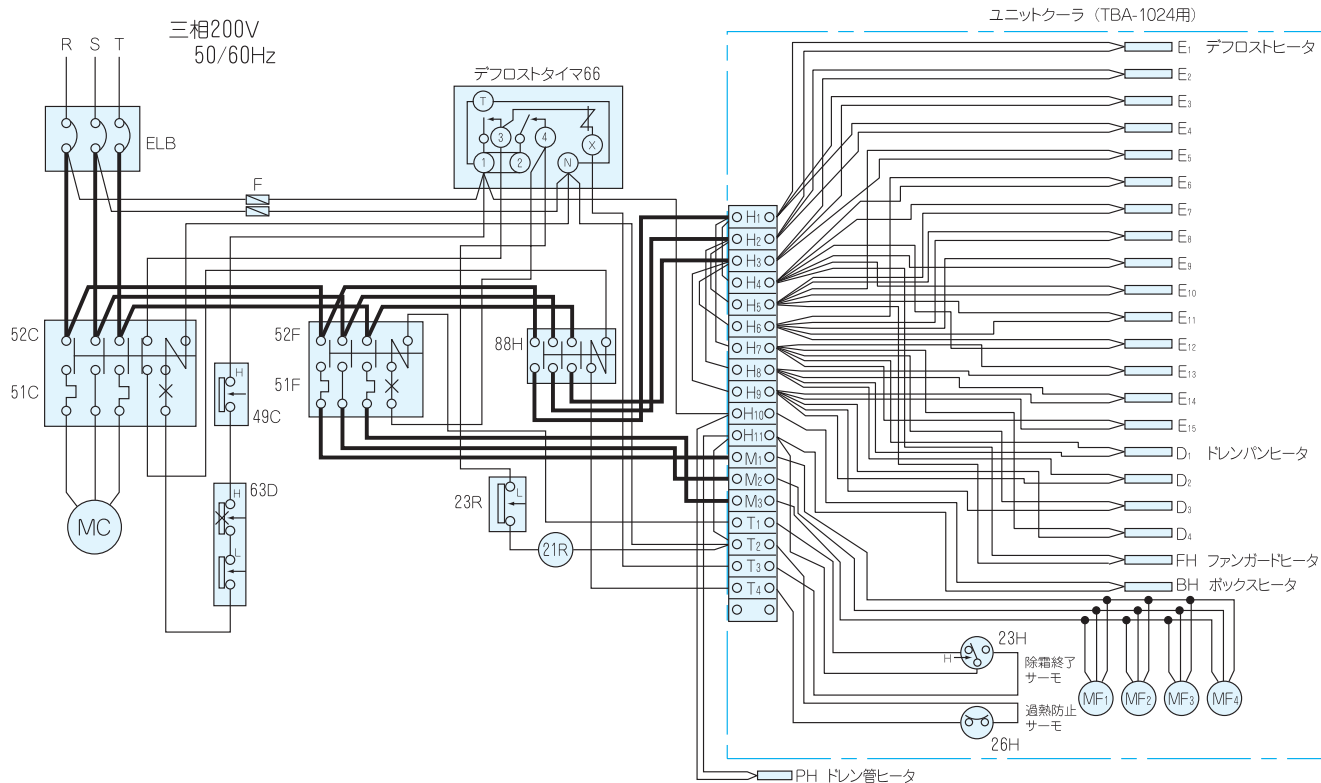 ユニットクーラ (TBA-1024用)
三相200V
50/60Hz
R S T
ELB
デフロストタイマ66
T
3
4
X
1
2
N
F
52C
51C
MC
49C
H
63D
H
L
52F
51F
88H
23R
L
21R
H1
H2
H3
H4
H5
H6
H7
H8
H9
H10
H11
M1
M2
M3
T1
T2
T3
T4
E1 デフロストヒータ
E2
E3
E4
E5
E6
E7
E8
E9
E10
E11
E12
E13
E14
E15
D1 ドレンパンヒータ
D2
D3
D4
FH ファンガードヒータ
BH ボックスヒータ
23H
H
除霜終了
サーモ
過熱防止
サーモ
26H
MF1 MF2 MF3 MF4
PH ドレン管ヒータ